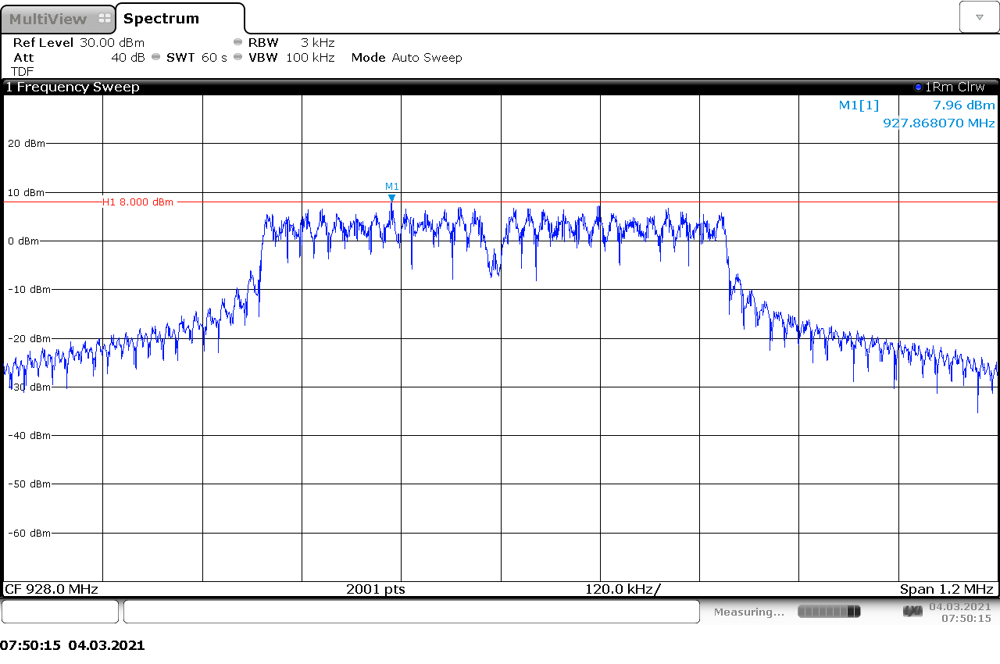 MultiView Spectrum
Ref Level 30.00 dBm RBW 3 kHz
Att 40 dB SWT 60 s VBW 100 kHz Mode Auto Sweep
TDF
1 Frequency Sweep 1Rm Clrw
M1[1] 7.96 dBm
927.868070 MHz
20 dBm
M1
10 dBm
H1 8.000 dBm
0 dBm
-10 dBm
-20 dBm
-30 dBm
-40 dBm
-50 dBm
-60 dBm
CF 928.0 MHz 2001 pts 120.0 kHz/ Span 1.2 MHz
Measuring... 04.03.2021
07:50:15
07:50:15 04.03.2021